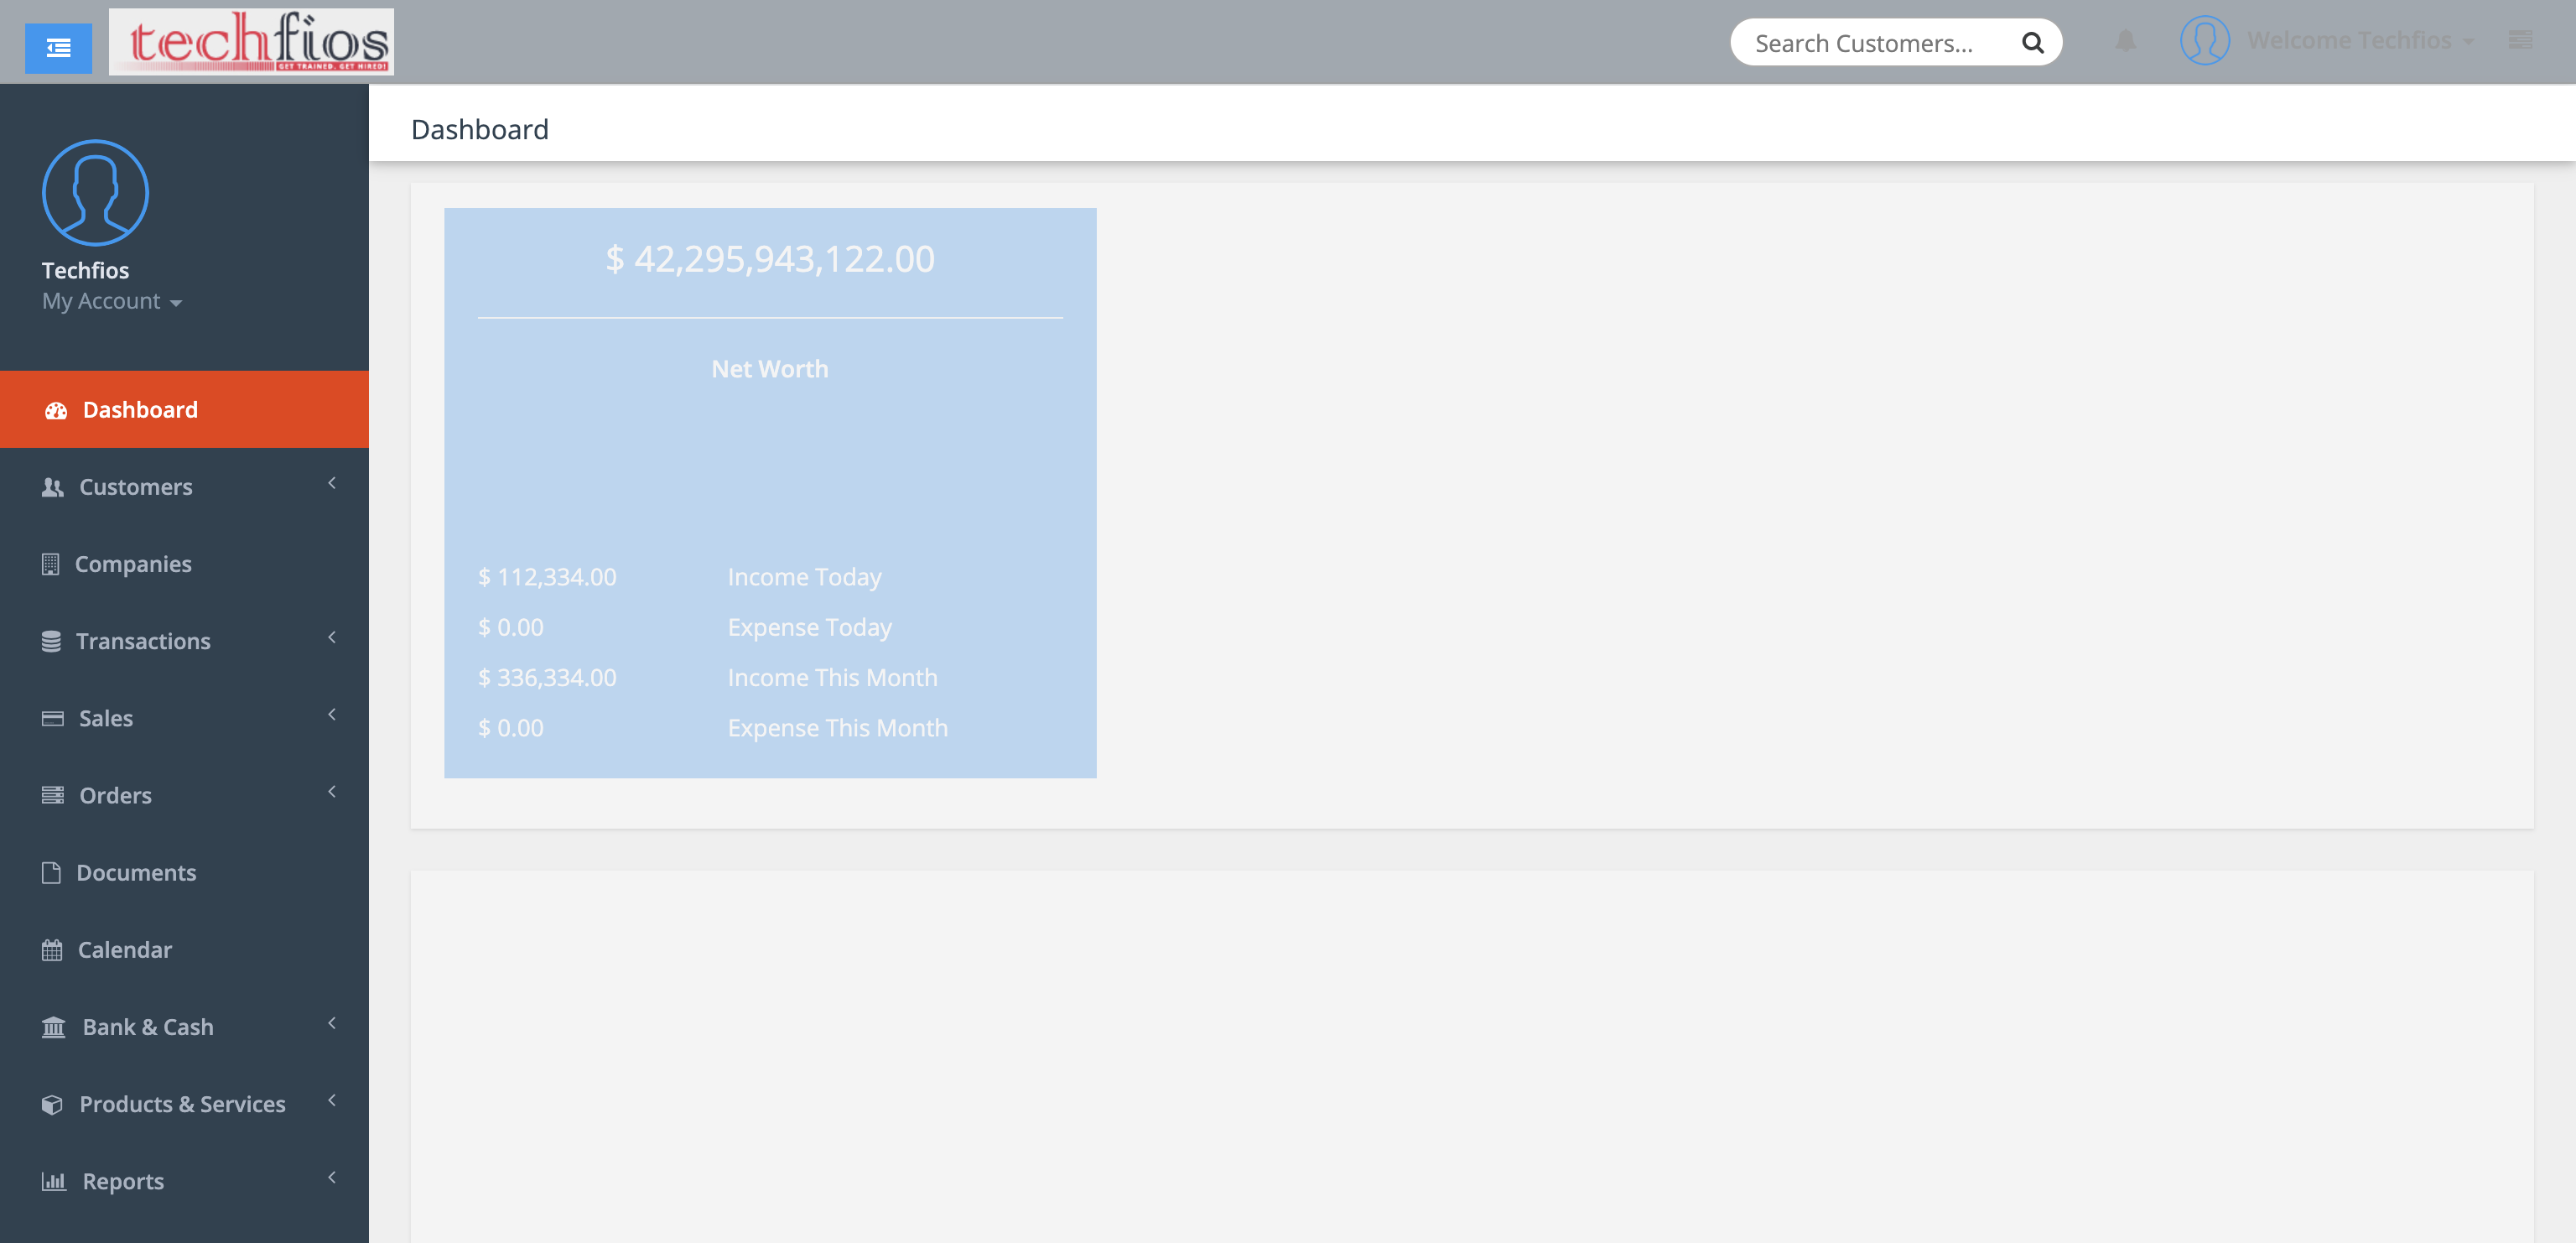 techfios
GET TRAINED. GET HIRED!
Search Customers...
Welcome Techfios
Techfios
My Account
Dashboard
Customers
Companies
Transactions
Sales
Orders
Documents
Calendar
Bank & Cash
Products & Services
Reports
Dashboard
$ 42,295,943,122.00
Net Worth
$ 112,334.00 Income Today
$ 0.00 Expense Today
$ 336,334.00 Income This Month
$ 0.00 Expense This Month